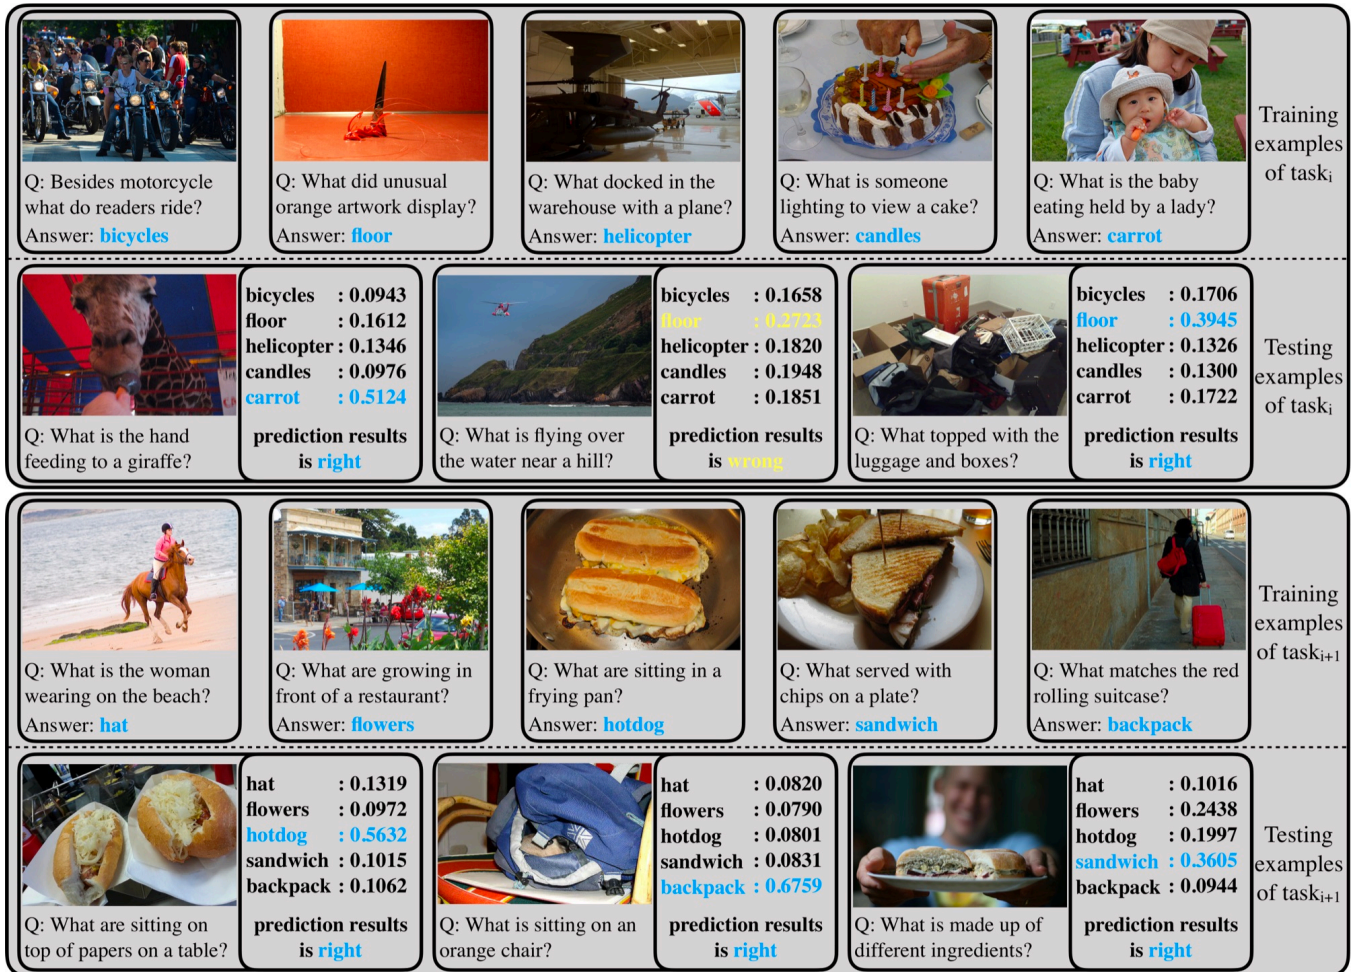 Q: Besides motorcycle
what do readers ride?
Answer: bicycles
Q: What did unusual
orange artwork display?
Answer: floor
Q: What docked in the
warehouse with a plane?
Answer: helicopter
Q: What is someone
lighting to view a cake?
Answer: candles
Q: What is the baby
eating held by a lady?
Answer: carrot
Training
examples
of taskᵢ
Q: What is the hand
feeding to a giraffe?
bicycles : 0.0943
floor : 0.1612
helicopter : 0.1346
candles : 0.0976
carrot : 0.5124
prediction results
is right
Q: What is flying over
the water near a hill?
bicycles : 0.1658
floor : 0.2723
helicopter : 0.1820
candles : 0.1948
carrot : 0.1851
prediction results
is wrong
Q: What topped with the
luggage and boxes?
bicycles : 0.1706
floor : 0.3945
helicopter : 0.1326
candles : 0.1300
carrot : 0.1722
prediction results
is right
Testing
examples
of taskᵢ
Q: What is the woman
wearing on the beach?
Answer: hat
Q: What are growing in
front of a restaurant?
Answer: flowers
Q: What are sitting in a
frying pan?
Answer: hotdog
Q: What served with
chips on a plate?
Answer: sandwich
Q: What matches the red
rolling suitcase?
Answer: backpack
Training
examples
of taskᵢ₊₁
Q: What are sitting on
top of papers on a table?
hat : 0.1319
flowers : 0.0972
hotdog : 0.5632
sandwich : 0.1015
backpack : 0.1062
prediction results
is right
Q: What is sitting on an
orange chair?
hat : 0.0820
flowers : 0.0790
hotdog : 0.0801
sandwich : 0.0831
backpack : 0.6759
prediction results
is right
Q: What is made up of
different ingredients?
hat : 0.1016
flowers : 0.2438
hotdog : 0.1997
sandwich : 0.3605
backpack : 0.0944
prediction results
is right
Testing
examples
of taskᵢ₊₁